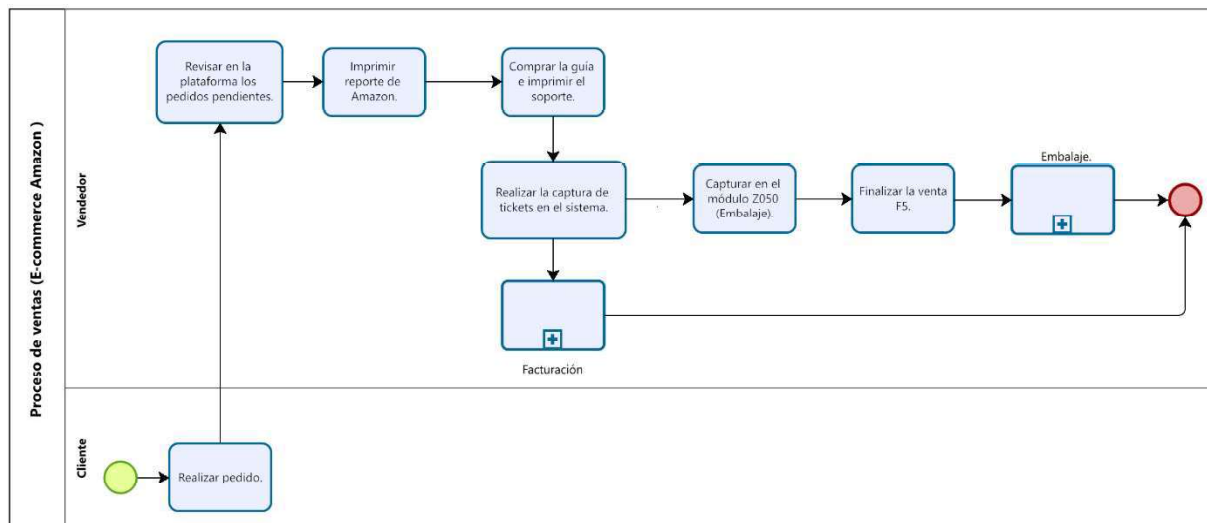 Proceso de ventas (E-commerce Amazon )
Vendedor
Revisar en la
plataforma los
pedidos pendientes.
Imprimir
reporte de
Amazon.
Comprar la guía
e imprimir el
soporte.
Realizar la captura de
tickets en el sistema.
Capturar en el
módulo Z050
(Embalaje).
Finalizar la venta
F5.
Embalaje.
Facturación
Cliente
Realizar pedido.